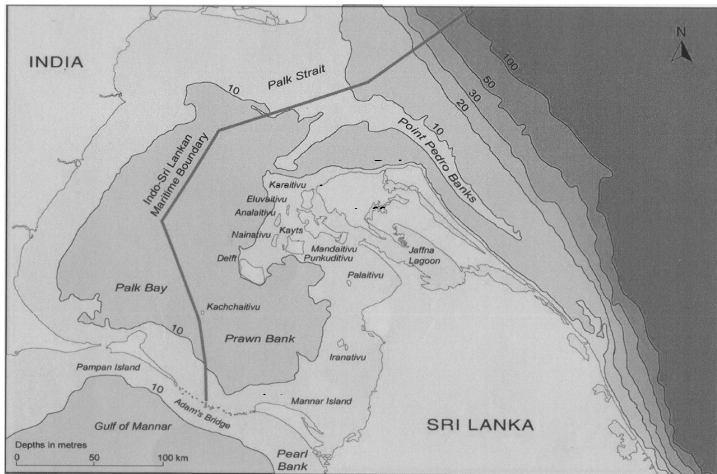 INDIA
N
100
50
30
20
10
10
Palk Strait
Point Pedro Banks
Indo-Sri Lankan
Maritime Boundary
Karaitivu
Eluvaitivu
Analaitivu
Nainativu
Kayts
Mandaitivu
Punkuditivu
Delft
Jaffna
Lagoon
Palaitivu
Palk Bay
Kachchaitivu
Prawn Bank
10
Iranativu
Pampan Island
10
Adam's Bridge
Mannar Island
Gulf of Mannar
SRI LANKA
Pearl
Bank
Depths in metres
0 50 100 km